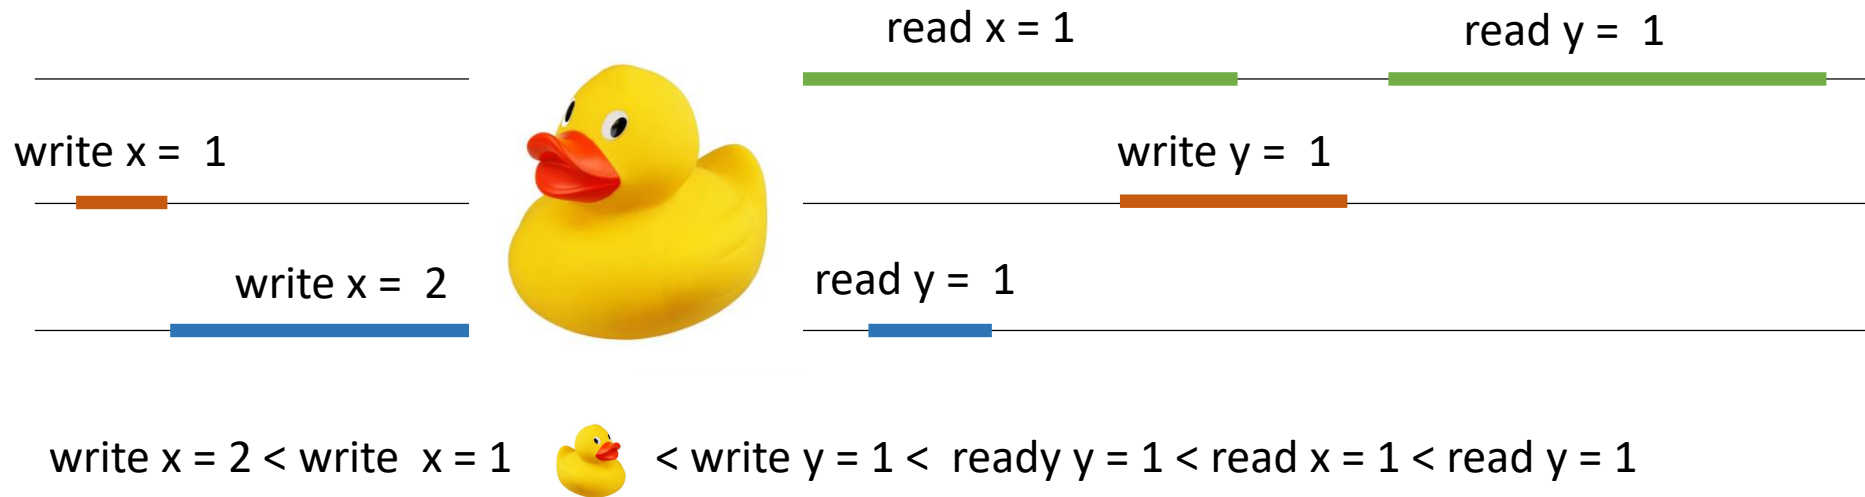 read x = 1 read y = 1
write x = 1 write y = 1
write x = 2 read y = 1
write x = 2 < write x = 1 < write y = 1 < ready y = 1 < read x = 1 < read y = 1